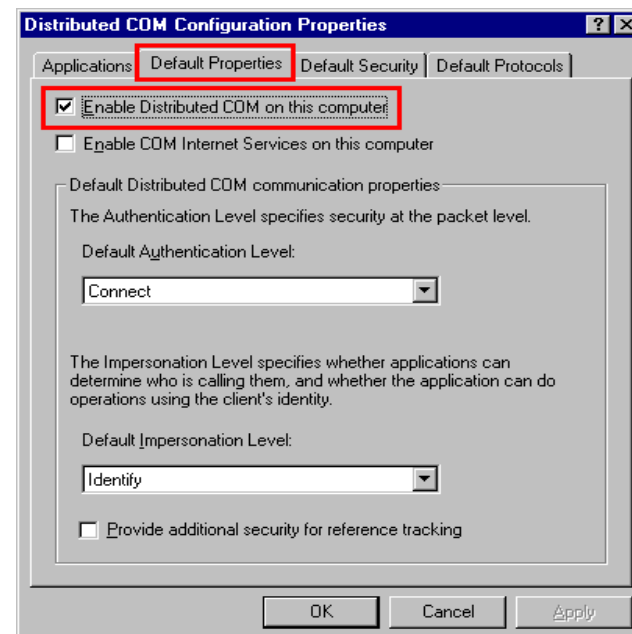 Distributed COM Configuration Properties
Applications Default Properties Default Security Default Protocols
Enable Distributed COM on this computer
Enable COM Internet Services on this computer
Default Distributed COM communication properties
The Authentication Level specifies security at the packet level.
Default Authentication Level:
Connect
The Impersonation Level specifies whether applications can
determine who is calling them, and whether the application can do
operations using the client's identity.
Default Impersonation Level:
Identify
Provide additional security for reference tracking
OK Cancel Apply